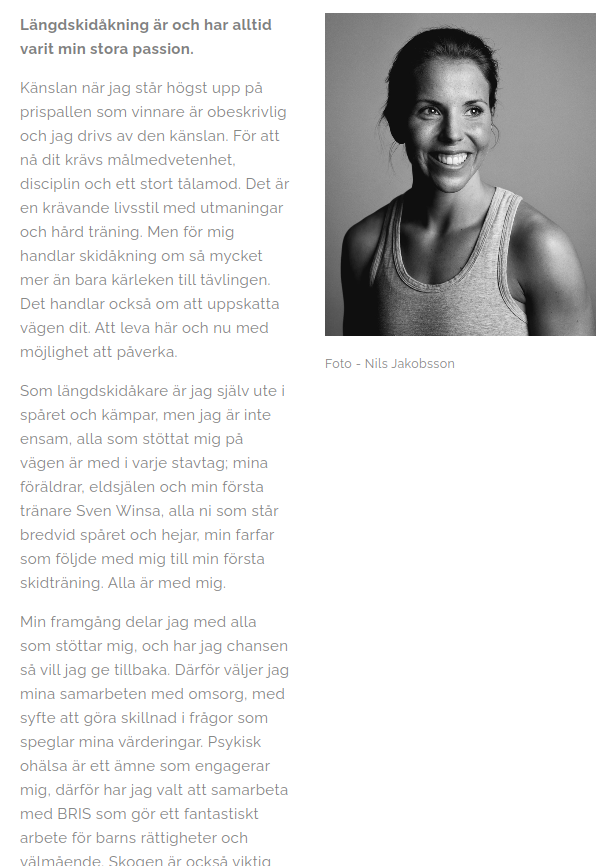 Längdskidåkning är och har alltid
varit min stora passion.
Känslan när jag står högst upp på
prispallen som vinnare är obeskrivlig
och jag drivs av den känslan. För att
nå dit krävs målmedvetenhet,
disciplin och ett stort tålamod. Det är
en krävande livsstil med utmaningar
och hård träning. Men för mig
handlar skidåkning om så mycket
mer än bara kärleken till tävlingen.
Det handlar också om att uppskatta
vägen dit. Att leva här och nu med
möjlighet att påverka.
Som längdskidåkare är jag själv ute i
spåret och kämpar, men jag är inte
ensam, alla som stöttat mig på
vägen är med i varje stavtag; mina
föräldrar, eldsjälen och min första
tränare Sven Winsa, alla ni som står
bredvid spåret och hejar, min farfar
som följde med mig till min första
skidträning. Alla är med mig.
Min framgång delar jag med alla
som stöttar mig, och har jag chansen
så vill jag ge tillbaka. Därför väljer jag
mina samarbeten med omsorg, med
syfte att göra skillnad i frågor som
speglar mina värderingar. Psykisk
ohälsa är ett ämne som engagerar
mig, därför har jag valt att samarbeta
med BRIS som gör ett fantastiskt
arbete för barns rättigheter och
välmående. Skogen är också viktig
Foto - Nils Jakobsson